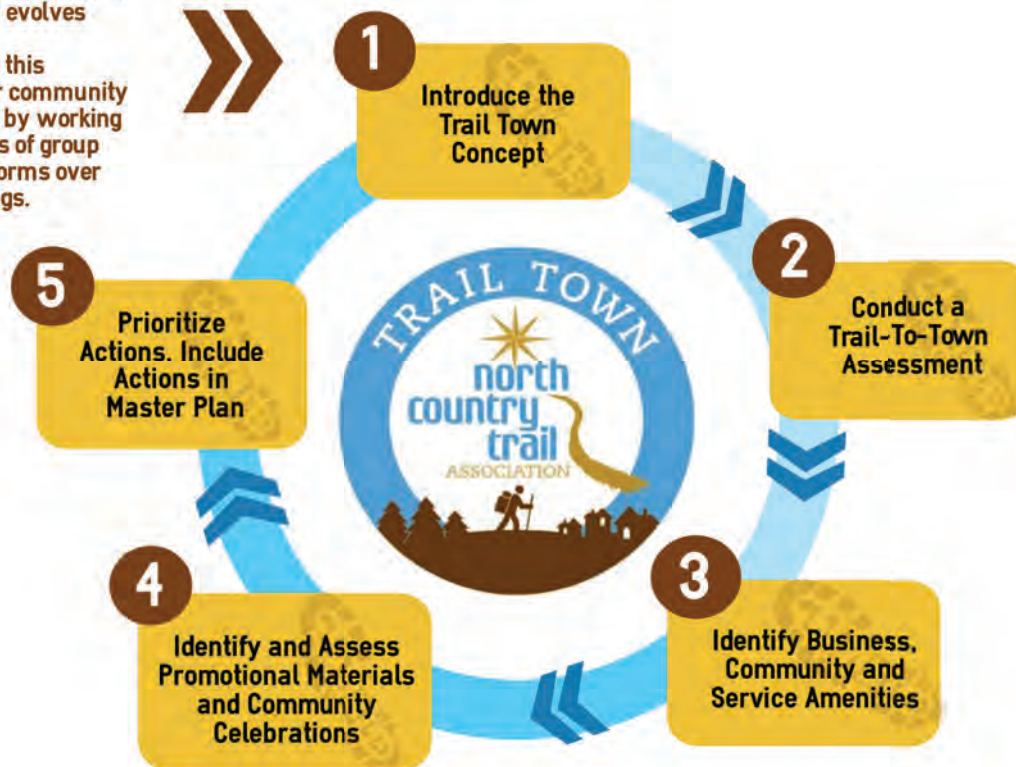 evolves
this
community
by working
s of group
orms over
gs.
1
Introduce the
Trail Town
Concept
2
Conduct a
Trail-To-Town
Assessment
3
Identify Business,
Community and
Service Amenities
4
Identify and Assess
Promotional Materials
and Community
Celebrations
5
Prioritize
Actions. Include
Actions in
Master Plan
TRAIL TOWN
north
country
trail
ASSOCIATION